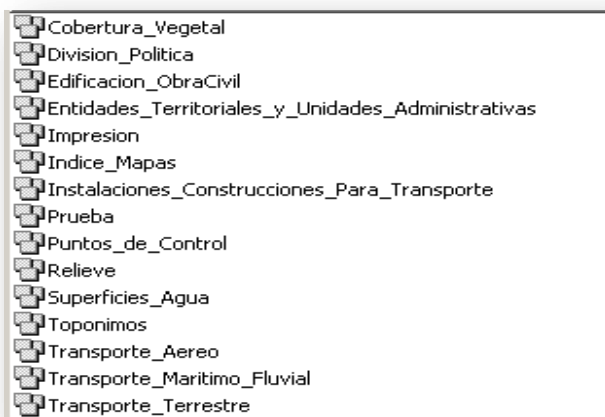 Cobertura_Vegetal
Division_Politica
Edificacion_ObraCivil
Entidades_Territoriales_y_Unidades_Administrativas
Impresion
Indice_Mapas
Instalaciones_Construcciones_Para_Transporte
Prueba
Puntos_de_Control
Relieve
Superficies_Agua
Toponimos
Transporte_Aereo
Transporte_Maritimo_Fluvial
Transporte_Terrestre